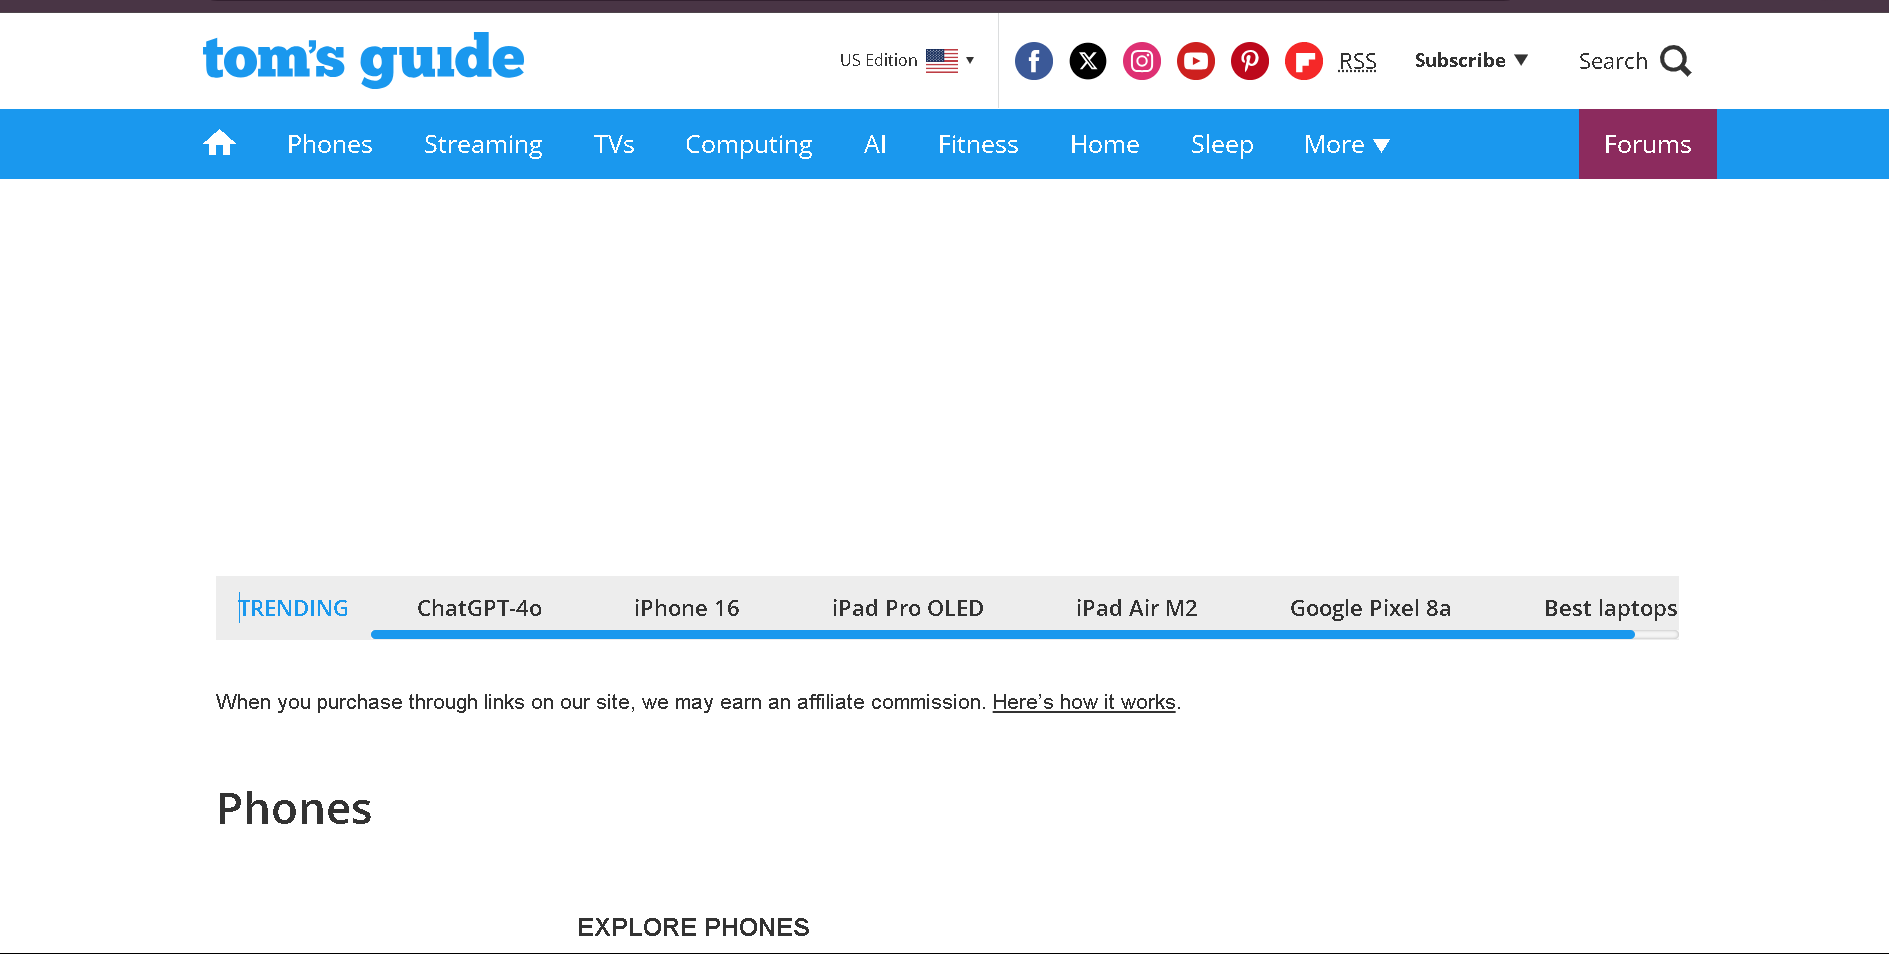 tom's guide
US Edition
RSS
Subscribe
Search
Phones Streaming TVs Computing AI Fitness Home Sleep More Forums
TRENDING ChatGPT-4o iPhone 16 iPad Pro OLED iPad Air M2 Google Pixel 8a Best laptops
When you purchase through links on our site, we may earn an affiliate commission. Here’s how it works.
Phones
EXPLORE PHONES